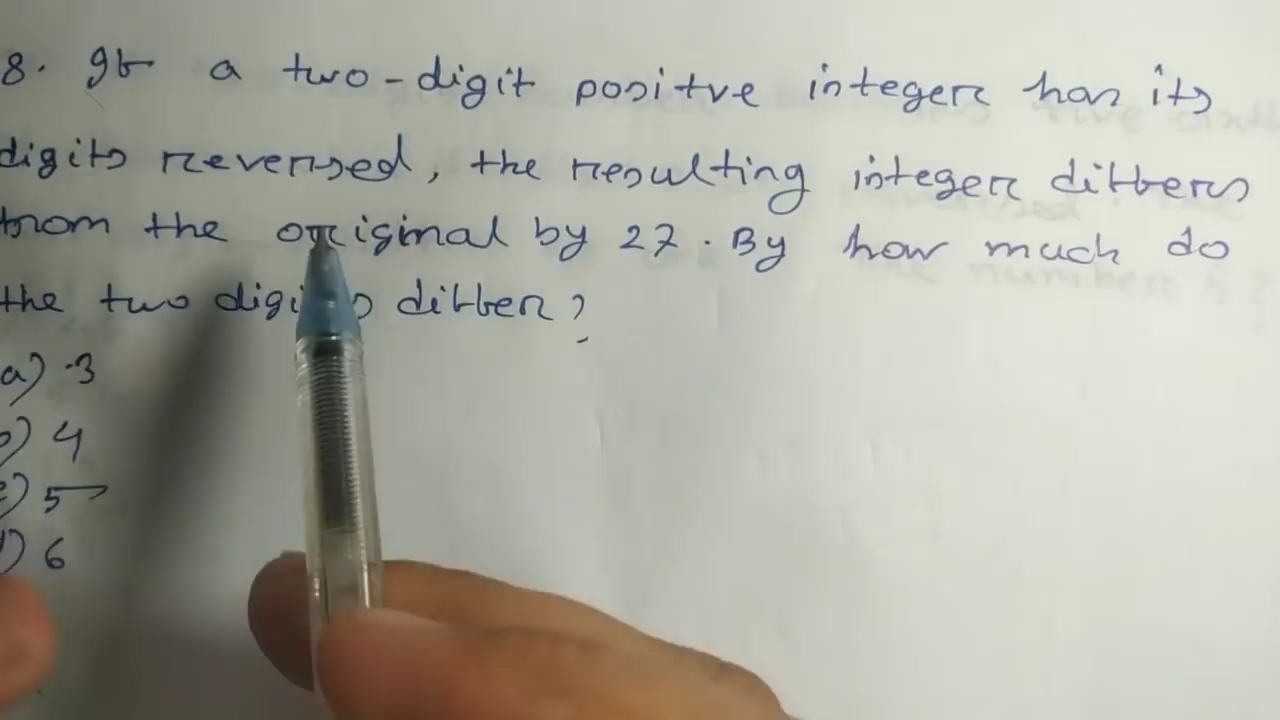 8. If a two-digit positve integer has its
digits reversed, the resulting integer differs
from the original by 27. By how much do
the two digits differ?
a) 3
b) 4
c) 5
d) 6